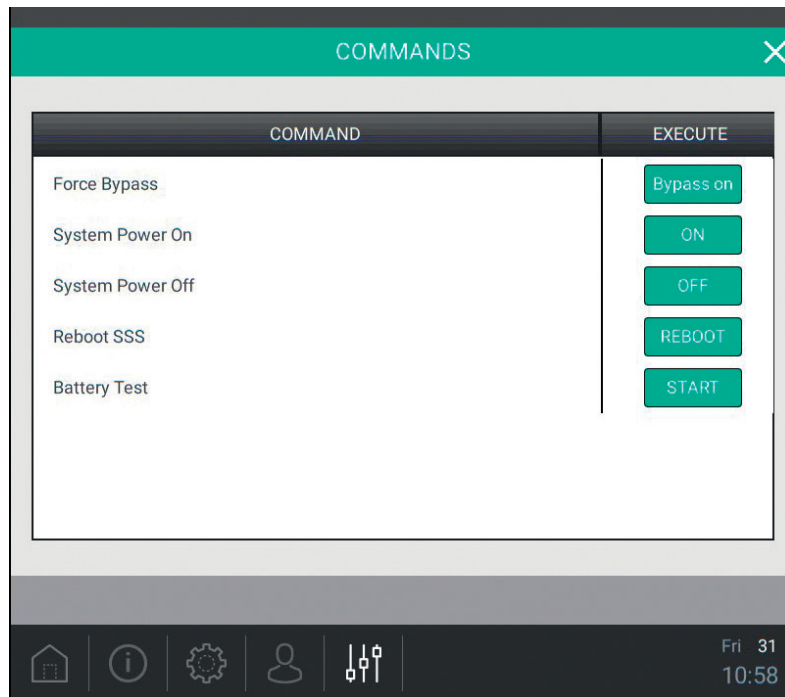 COMMANDS
COMMAND EXECUTE
Force Bypass Bypass on
System Power On ON
System Power Off OFF
Reboot SSS REBOOT
Battery Test START
Fri 31
10:58